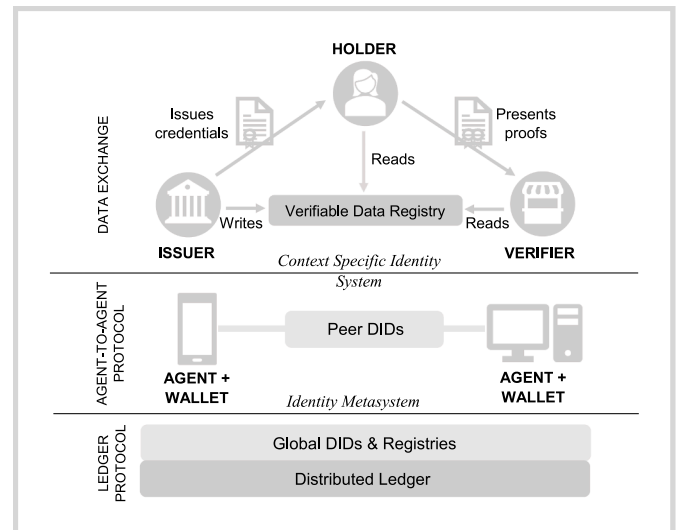 HOLDER
Issues
credentials
Presents
proofs
DATA EXCHANGE
Reads
Verifiable Data Registry
Writes
Reads
ISSUER
VERIFIER
Context Specific Identity
System
AGENT-TO-AGENT
PROTOCOL
Peer DIDs
AGENT +
WALLET
AGENT +
WALLET
Identity Metasystem
LEDGER
PROTOCOL
Global DIDs & Registries
Distributed Ledger